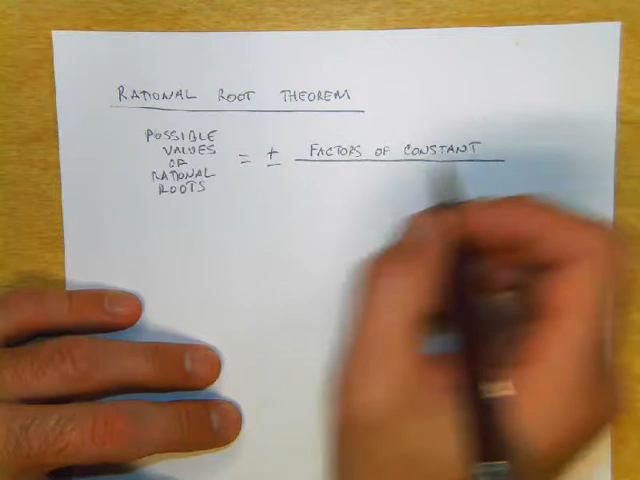 RATIONAL ROOT THEOREM
POSSIBLE
VALUES
OF
RATIONAL
ROOTS
= ± FACTORS OF CONSTANT